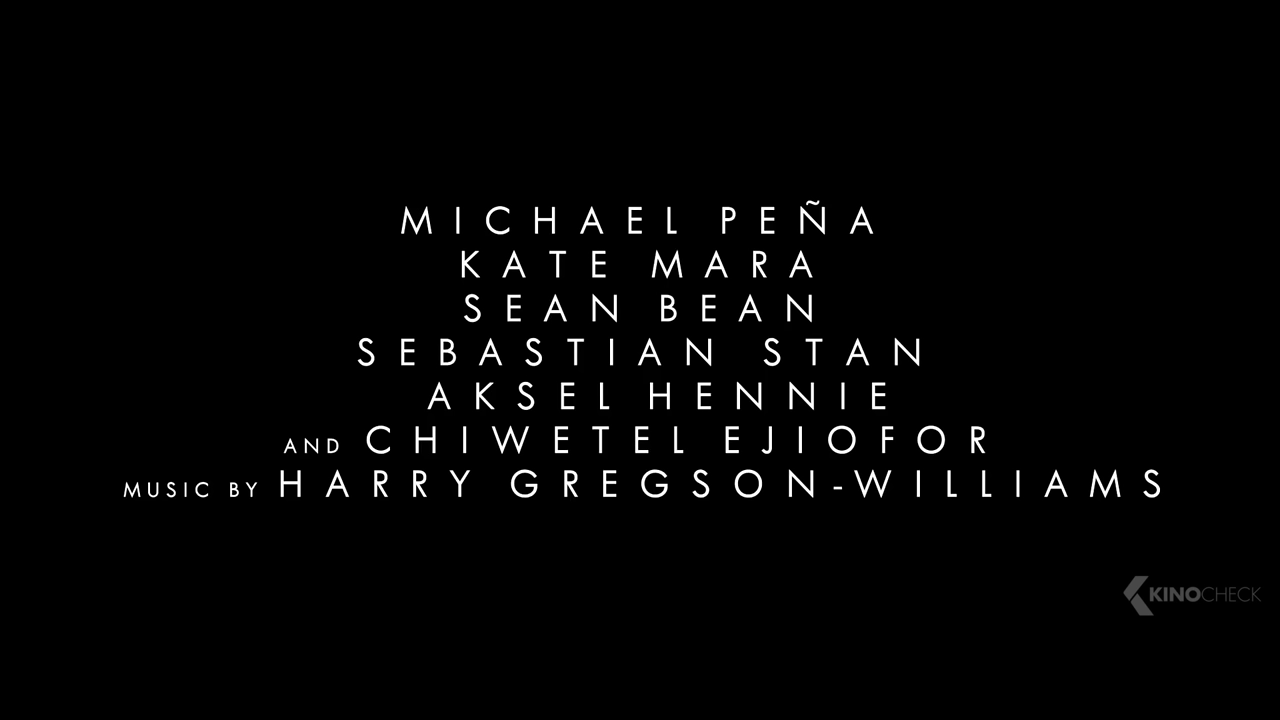 MICHAEL PEÑA
KATE MARA
SEAN BEAN
SEBASTIAN STAN
AKSEL HENNIE
AND CHIWETEL EJIOFOR
MUSIC BY HARRY GREGSON-WILLIAMS
KINOCHECK